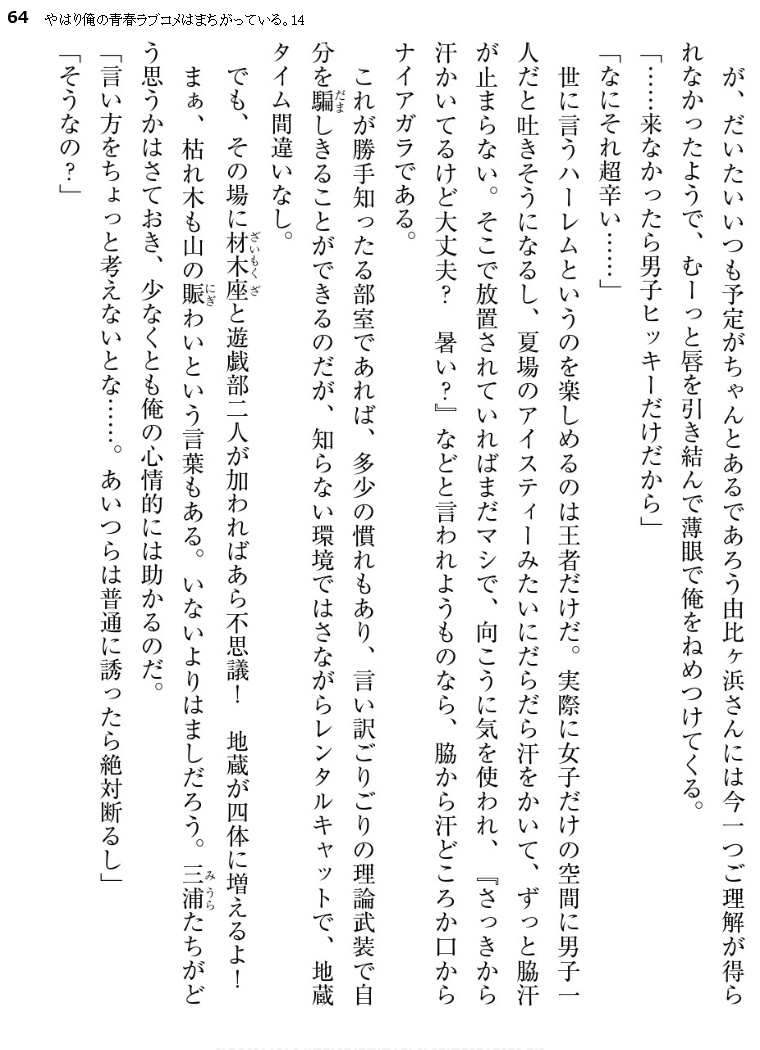 64 やはり俺の青春ラブコメはまちがっている。14
が、だいたいいつも予定がちゃんとあるであろう由比ヶ浜さんには今一つご理解が得ら
れなかったようで、むーっと唇を引き結んで薄眼で俺をねめつけてくる。
「……来なかったら男子ヒッキーだけだから」
「なにそれ超辛い……」
世に言うハーレムというのを楽しめるのは王者だけだ。実際に女子だけの空間に男子一
人だと吐きそうになるし、夏場のアイスティーみたいにだらだら汗をかいて、ずっと脇汗
が止まらない。そこで放置されていればまだマシで、向こうに気を使われ、『さっきから
汗かいてるけど大丈夫?　暑い?』などと言われようものなら、脇から汗どころか口から
ナイアガラである。
これが勝手知ったる部室であれば、多少の慣れもあり、言い訳ごりごりの理論武装で自
分を騙しきることができるのだが、知らない環境ではさながらレンタルキャットで、地蔵
タイム間違いなし。
でも、その場に材木座と遊戯部二人が加わればあら不思議!　地蔵が四体に増えるよ!
まぁ、枯れ木も山の賑わいという言葉もある。いないよりはましだろう。三浦たちがど
う思うかはさておき、少なくとも俺の心情的には助かるのだ。
「言い方をちょっと考えないとな……。あいつらは普通に誘ったら絶対断るし」
「そうなの?」